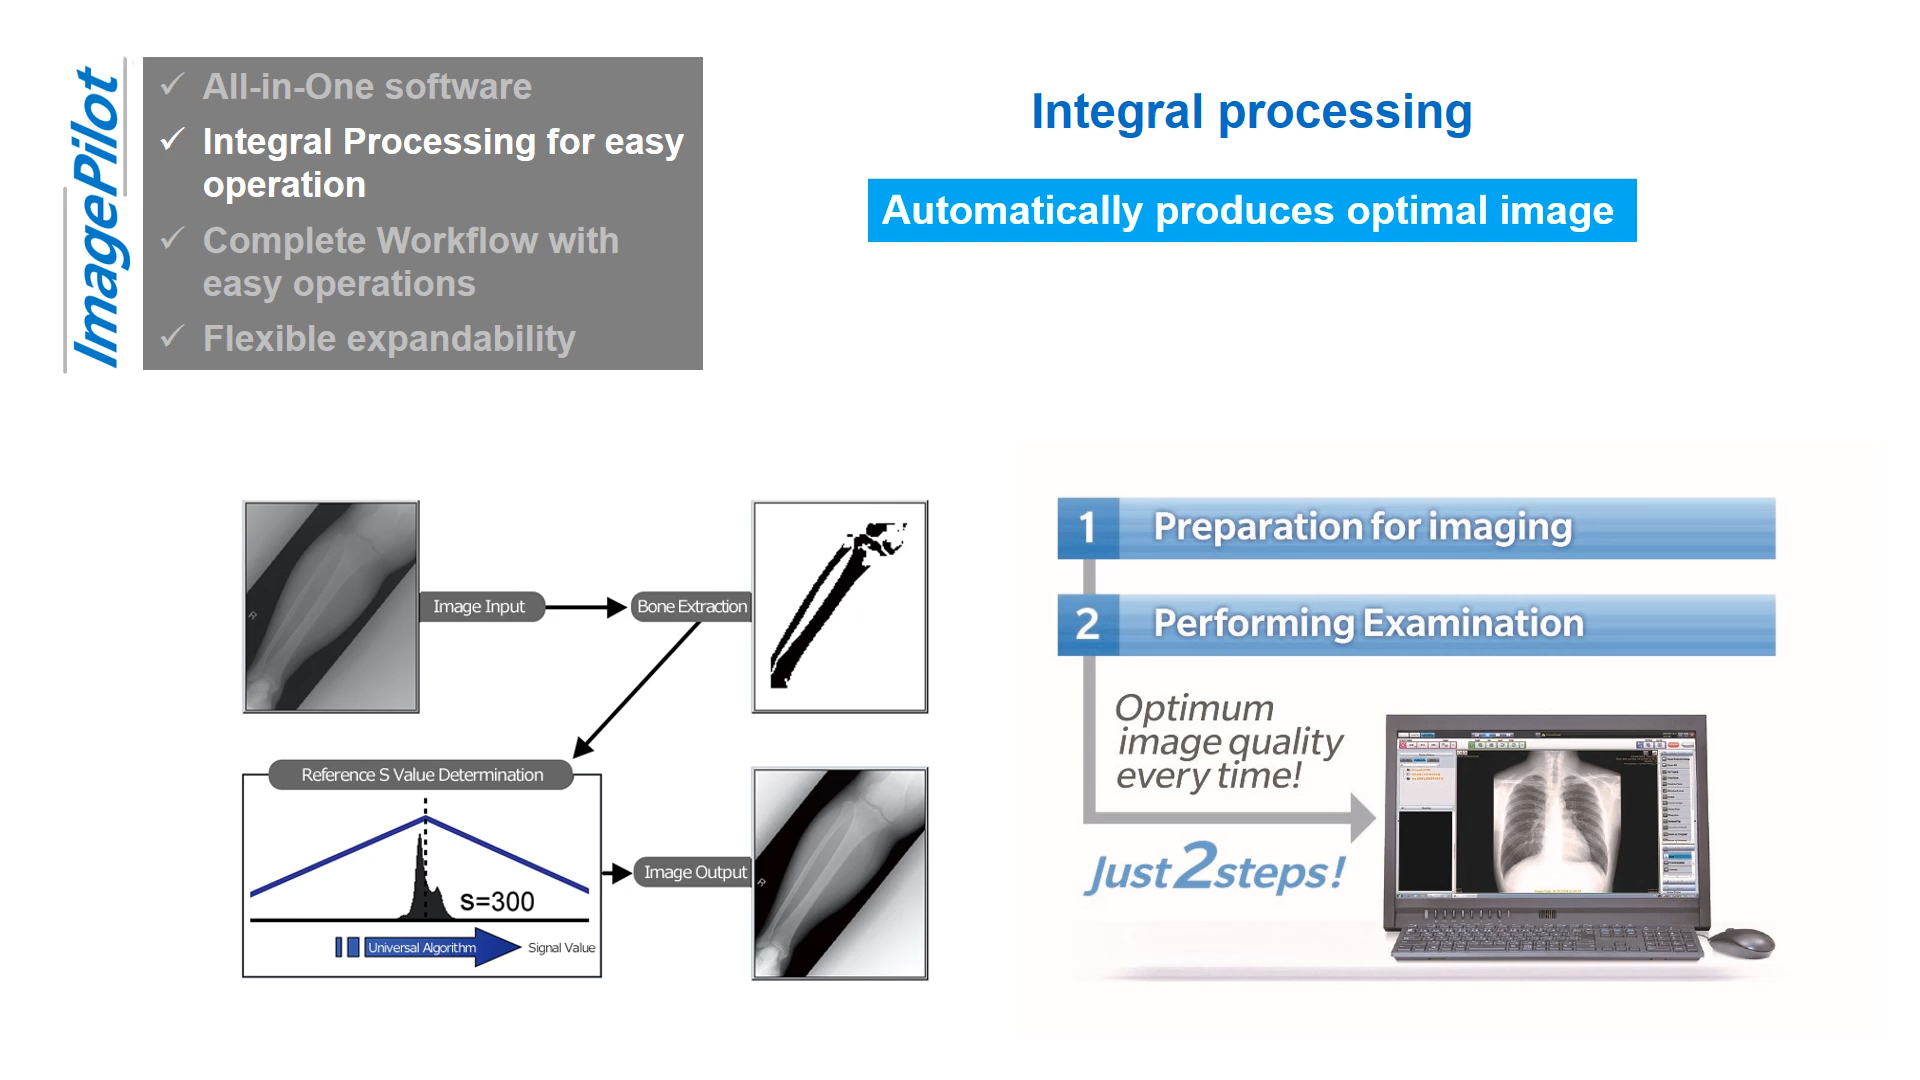 ImagePilot
✓ All-in-One software
✓ Integral Processing for easy
operation
✓ Complete Workflow with
easy operations
✓ Flexible expandability
Integral processing
Automatically produces optimal image
Image Input
Bone Extraction
R
Reference S Value Determination
S=300
Universal Algorithm
Signal Value
Image Output
R
1 Preparation for imaging
2 Performing Examination
Optimum
image quality
every time!
Just 2 steps!